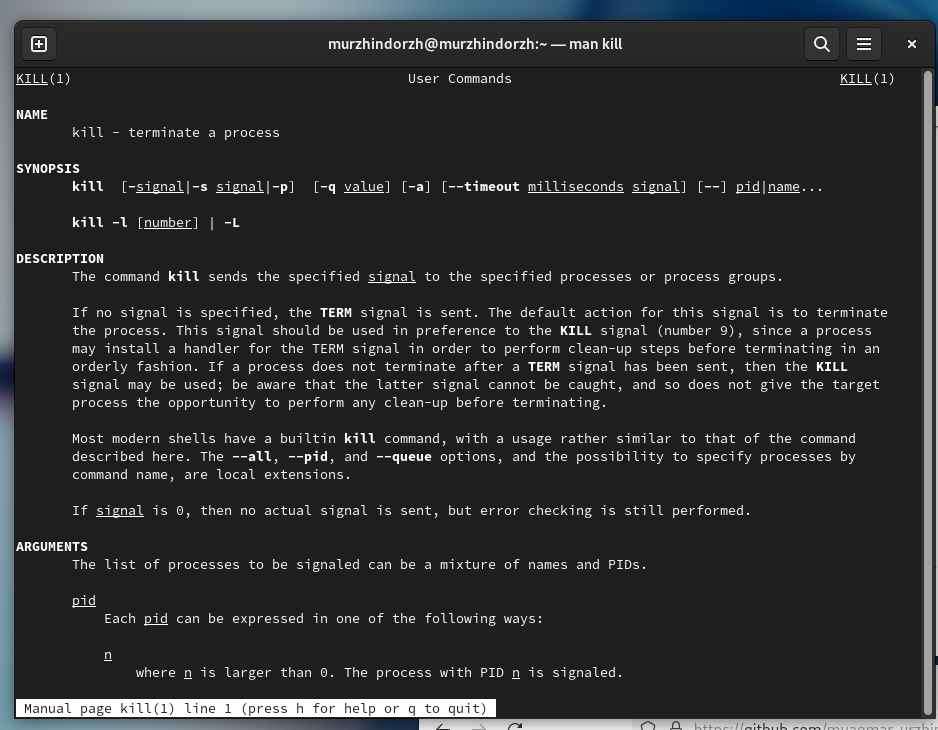 murzhindorzh@murzhindorzh:~ — man kill
KILL(1) User Commands KILL(1)
NAME
kill - terminate a process
SYNOPSIS
kill [-signal|-s signal|-p] [-q value] [-a] [--timeout milliseconds signal] [--] pid|name...
kill -l [number] | -L
DESCRIPTION
The command kill sends the specified signal to the specified processes or process groups.
If no signal is specified, the TERM signal is sent. The default action for this signal is to terminate
the process. This signal should be used in preference to the KILL signal (number 9), since a process
may install a handler for the TERM signal in order to perform clean-up steps before terminating in an
orderly fashion. If a process does not terminate after a TERM signal has been sent, then the KILL
signal may be used; be aware that the latter signal cannot be caught, and so does not give the target
process the opportunity to perform any clean-up before terminating.
Most modern shells have a builtin kill command, with a usage rather similar to that of the command
described here. The --all, --pid, and --queue options, and the possibility to specify processes by
command name, are local extensions.
If signal is 0, then no actual signal is sent, but error checking is still performed.
ARGUMENTS
The list of processes to be signaled can be a mixture of names and PIDs.
pid
Each pid can be expressed in one of the following ways:
n
where n is larger than 0. The process with PID n is signaled.
Manual page kill(1) line 1 (press h for help or q to quit)